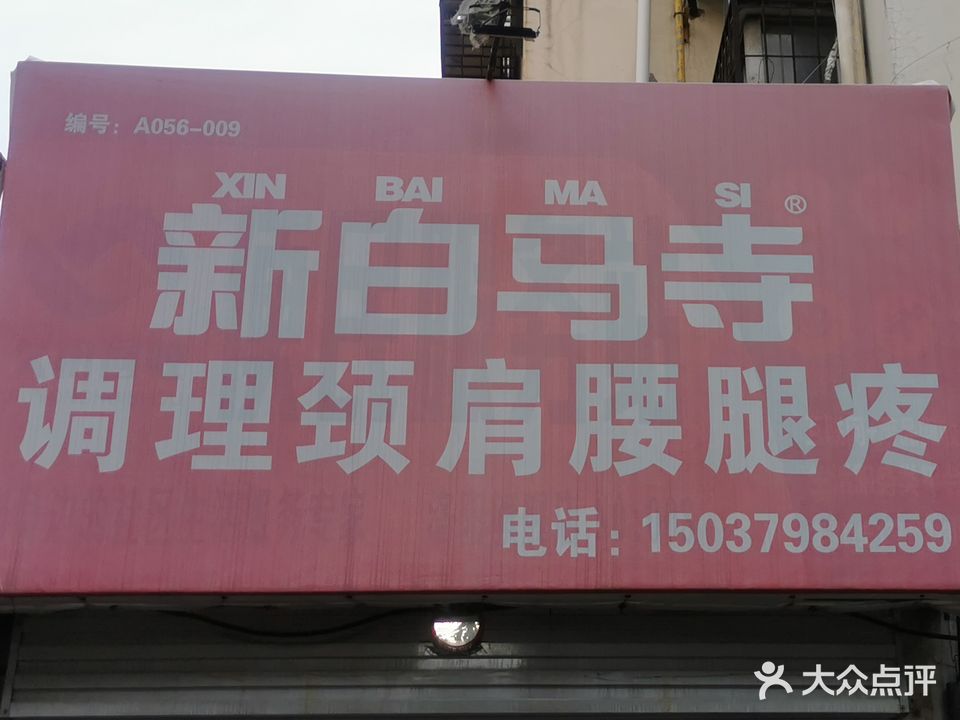 编号：A056-009
XIN BAI MA SI
新白马寺®
调理颈肩腰腿疼
电话：15037984259
大众点评